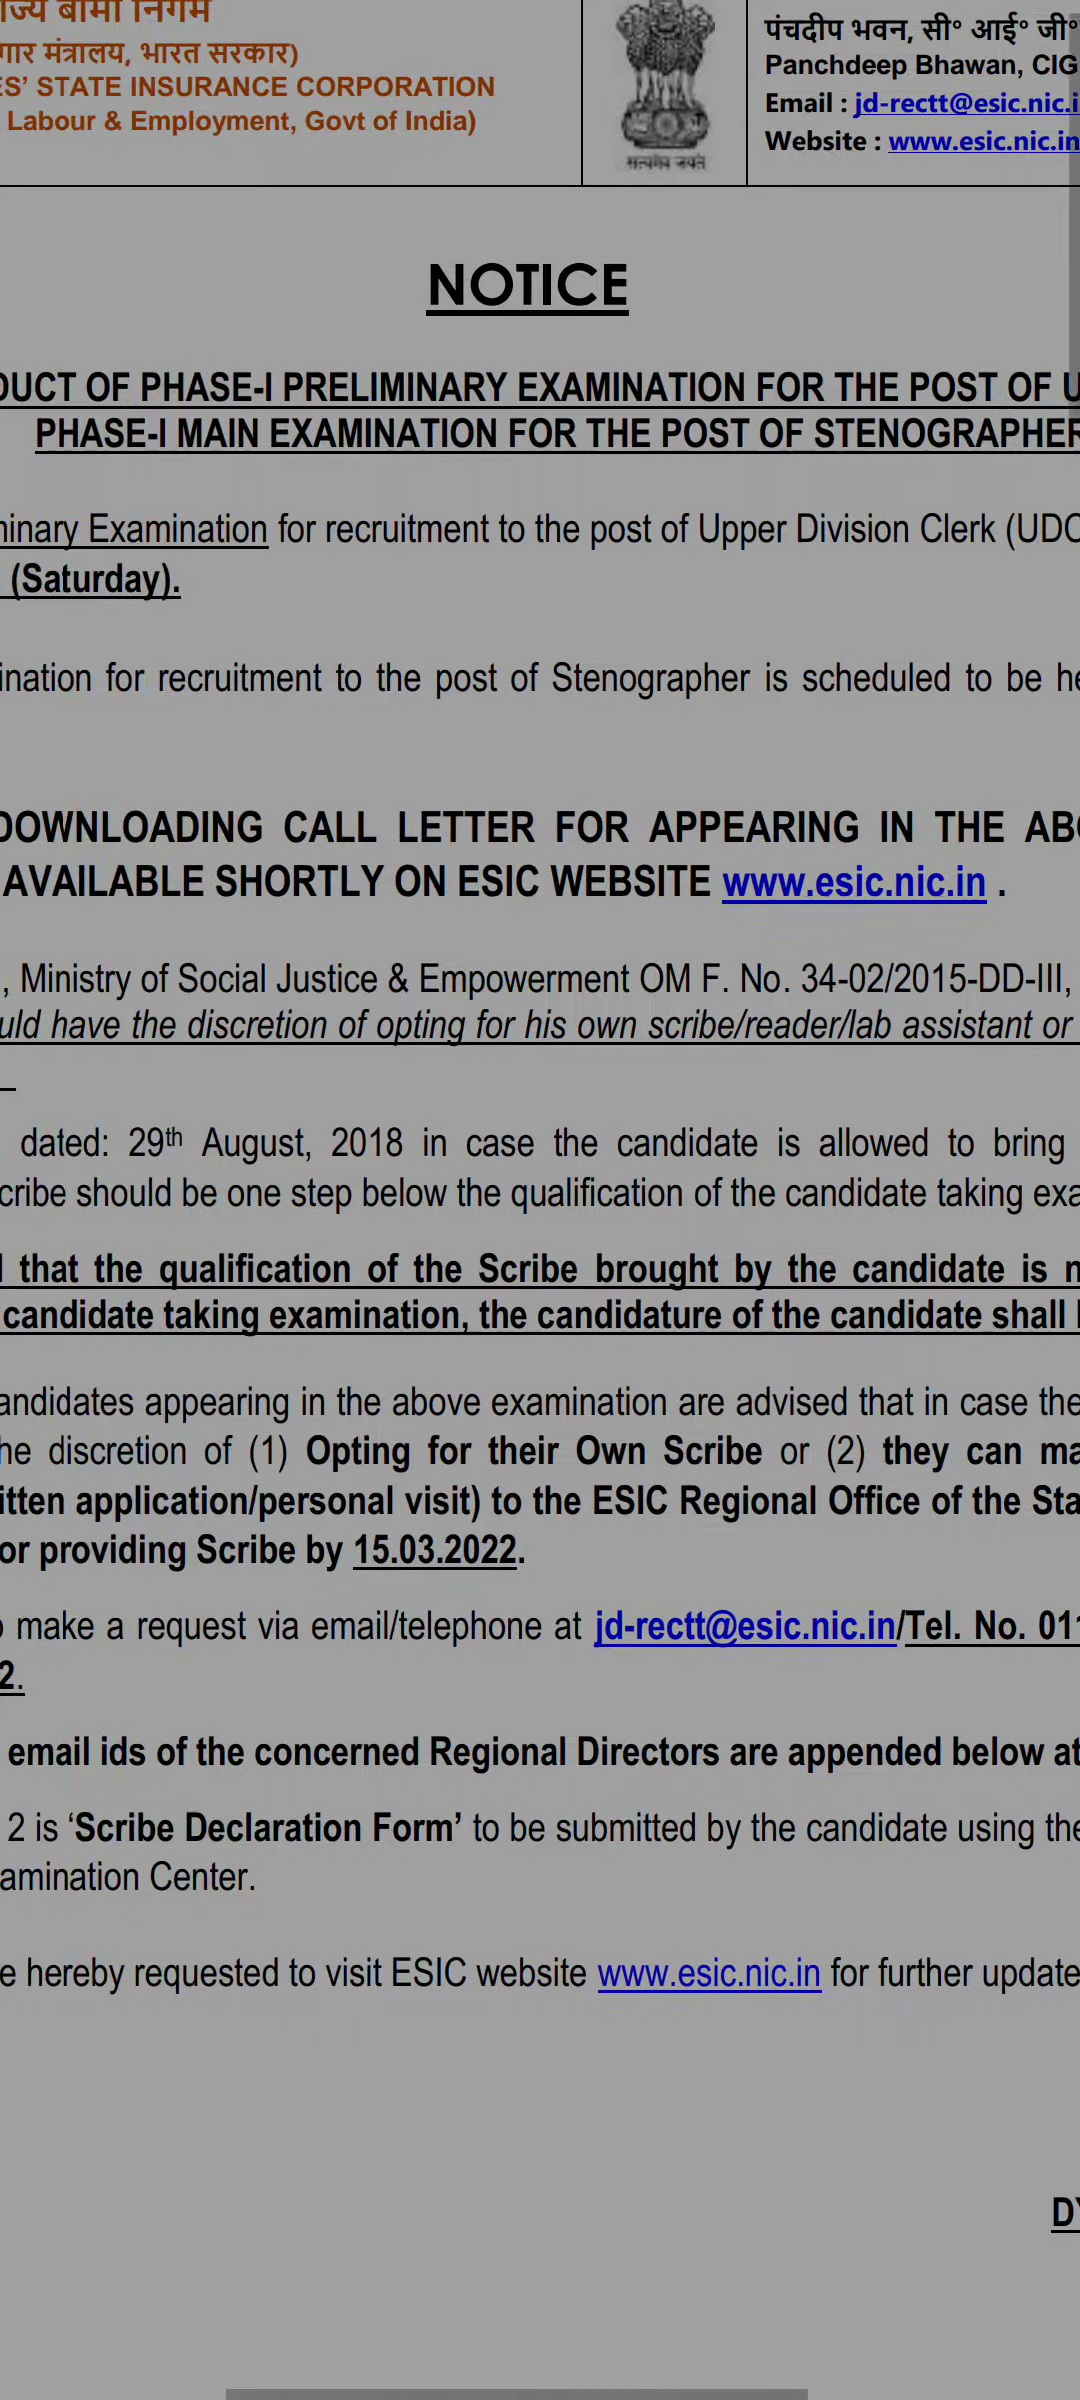 राज्य बीमा निगम
गार मंत्रालय, भारत सरकार)
ES’ STATE INSURANCE CORPORATION
Labour & Employment, Govt of India)
सत्यमेव जयते
पंचदीप भवन, सी° आई° जी°
Panchdeep Bhawan, CIG
Email : jd-rectt@esic.nic.i
Website : www.esic.nic.in
NOTICE
DUCT OF PHASE-I PRELIMINARY EXAMINATION FOR THE POST OF U
PHASE-I MAIN EXAMINATION FOR THE POST OF STENOGRAPHER
minary Examination for recruitment to the post of Upper Division Clerk (UDC
(Saturday).
ination for recruitment to the post of Stenographer is scheduled to be he
DOWNLOADING CALL LETTER FOR APPEARING IN THE ABO
AVAILABLE SHORTLY ON ESIC WEBSITE www.esic.nic.in .
, Ministry of Social Justice & Empowerment OM F. No. 34-02/2015-DD-III,
uld have the discretion of opting for his own scribe/reader/lab assistant or
dated: 29th August, 2018 in case the candidate is allowed to bring
cribe should be one step below the qualification of the candidate taking exa
that the qualification of the Scribe brought by the candidate is n
candidate taking examination, the candidature of the candidate shall
andidates appearing in the above examination are advised that in case the
he discretion of (1) Opting for their Own Scribe or (2) they can ma
itten application/personal visit) to the ESIC Regional Office of the Sta
or providing Scribe by 15.03.2022.
o make a request via email/telephone at jd-rectt@esic.nic.in/Tel. No. 011
2.
email ids of the concerned Regional Directors are appended below at
2 is ‘Scribe Declaration Form’ to be submitted by the candidate using the
amination Center.
e hereby requested to visit ESIC website www.esic.nic.in for further update
DY